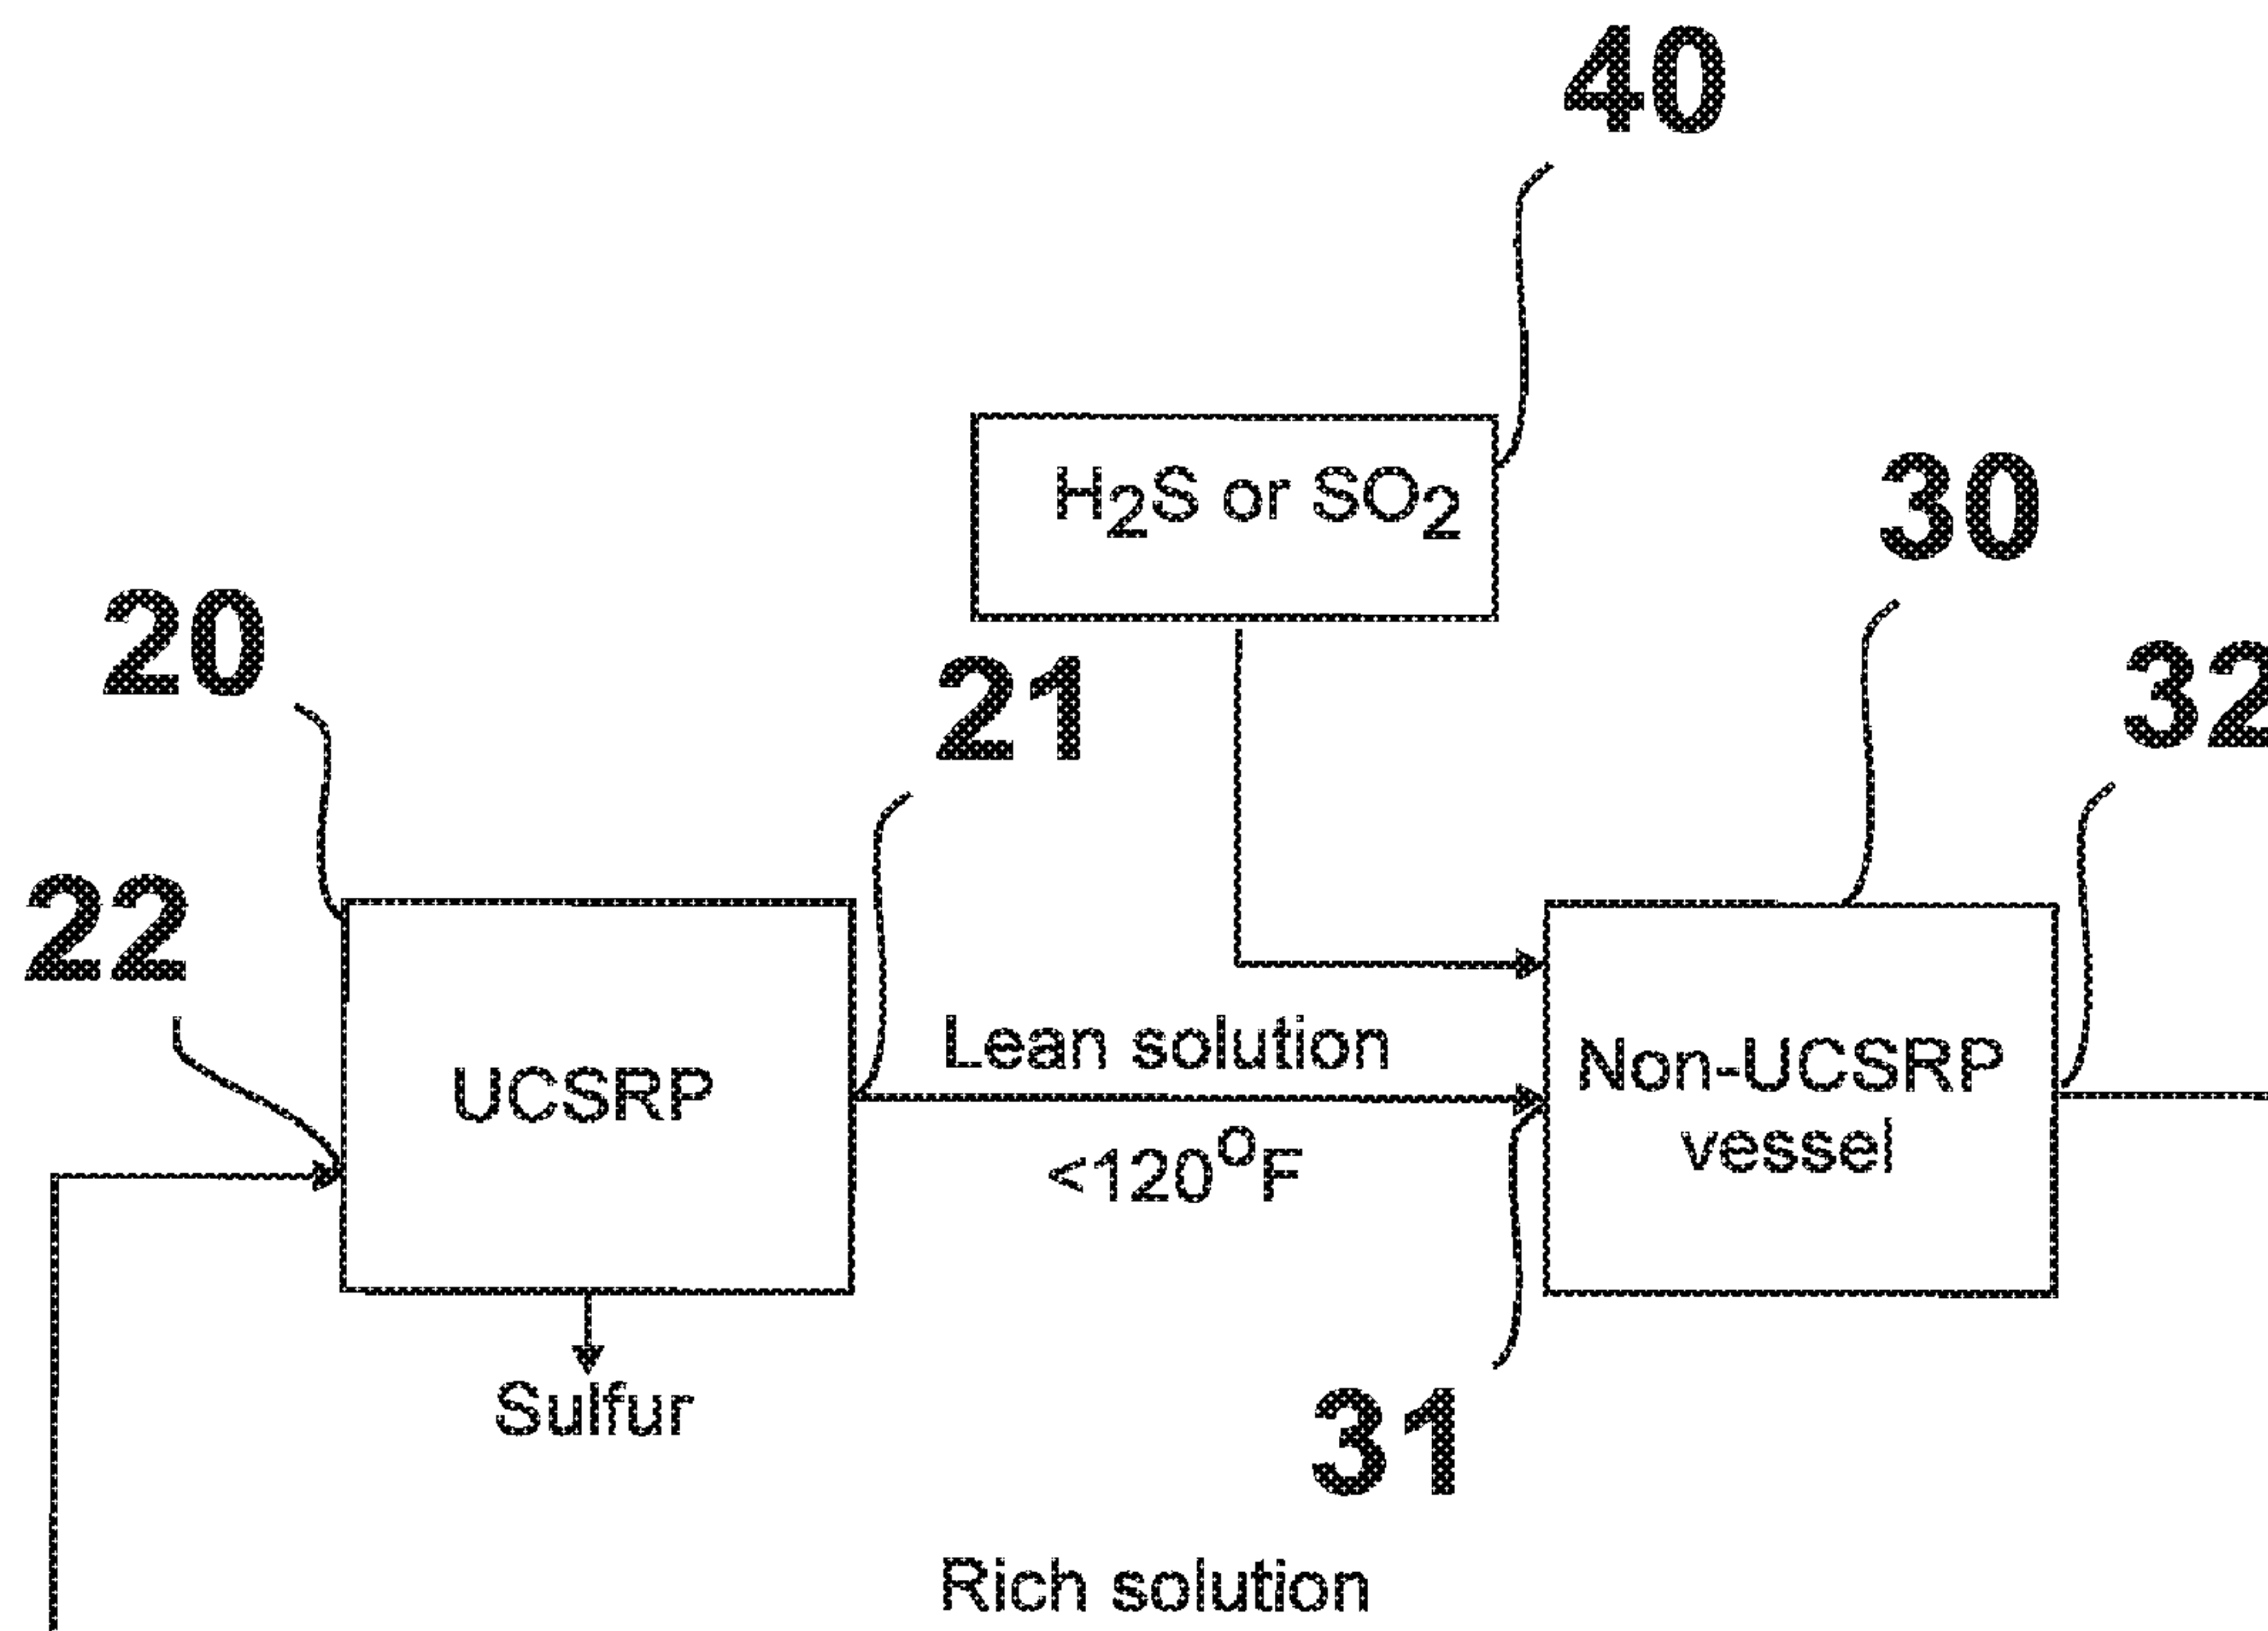 40
H₂S or SO₂
30
20
21
32
22
Lean solution
UCSRP
Non-UCSRP
vessel
<120°F
Sulfur
31
Rich solution